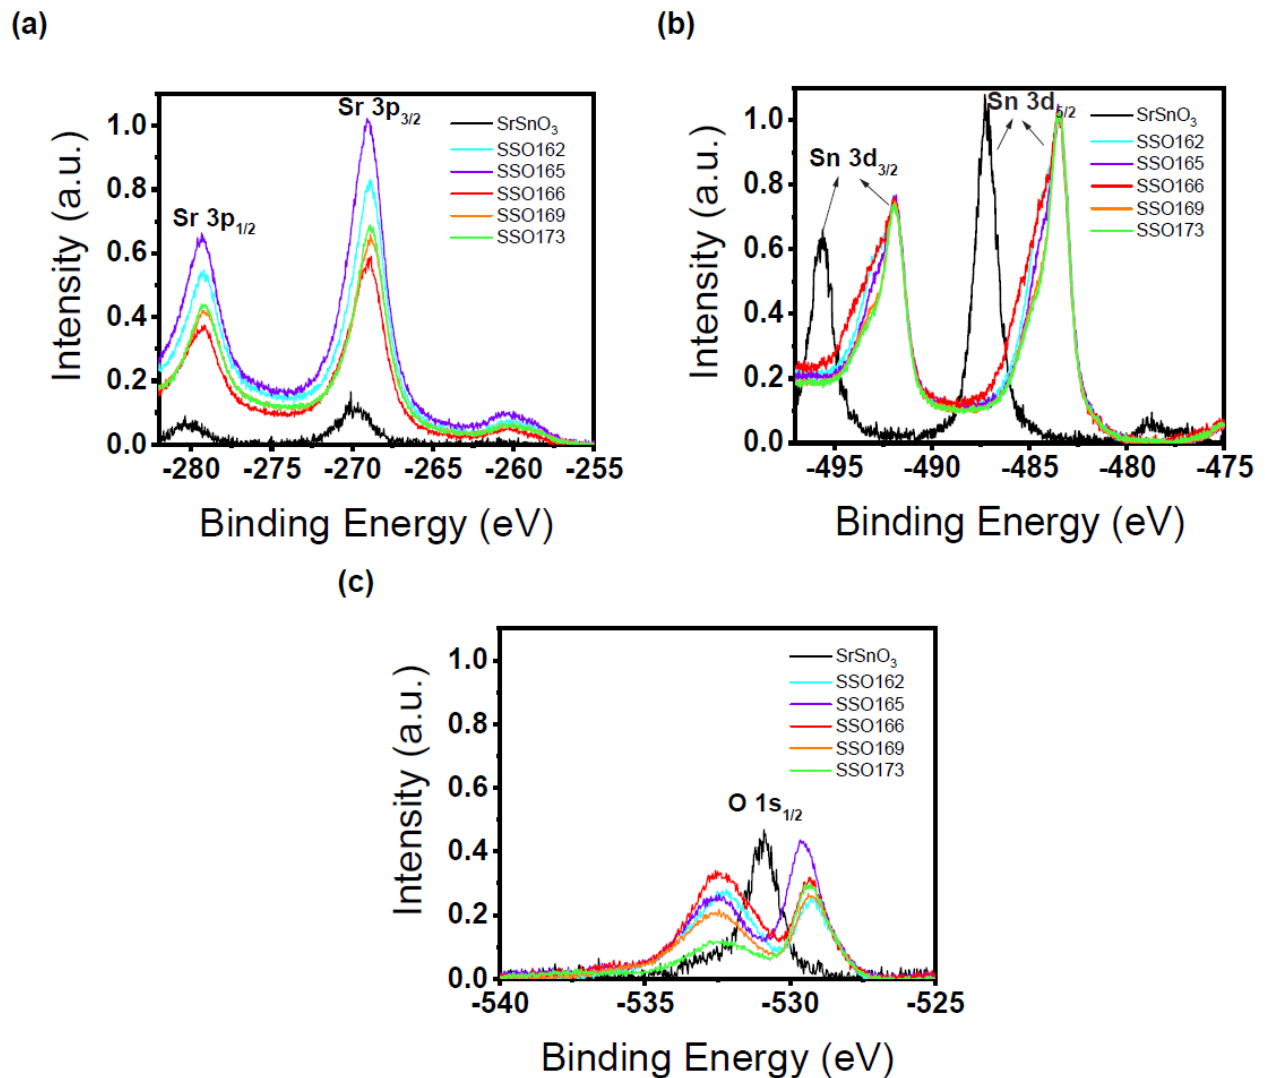 (a)
Sr 3p3/2
Sr 3p1/2
SrSnO3
SSO162
SSO165
SSO166
SSO169
SSO173
1.0
0.8
0.6
0.4
0.2
0.0
Intensity (a.u.)
-280 -275 -270 -265 -260 -255
Binding Energy (eV)
(b)
Sn 3d5/2
Sn 3d3/2
SrSnO3
SSO162
SSO165
SSO166
SSO169
SSO173
1.0
0.8
0.6
0.4
0.2
0.0
Intensity (a.u.)
-495 -490 -485 -480 -475
Binding Energy (eV)
(c)
SrSnO3
SSO162
SSO165
SSO166
SSO169
SSO173
O 1s1/2
1.0
0.8
0.6
0.4
0.2
0.0
Intensity (a.u.)
-540 -535 -530 -525
Binding Energy (eV)